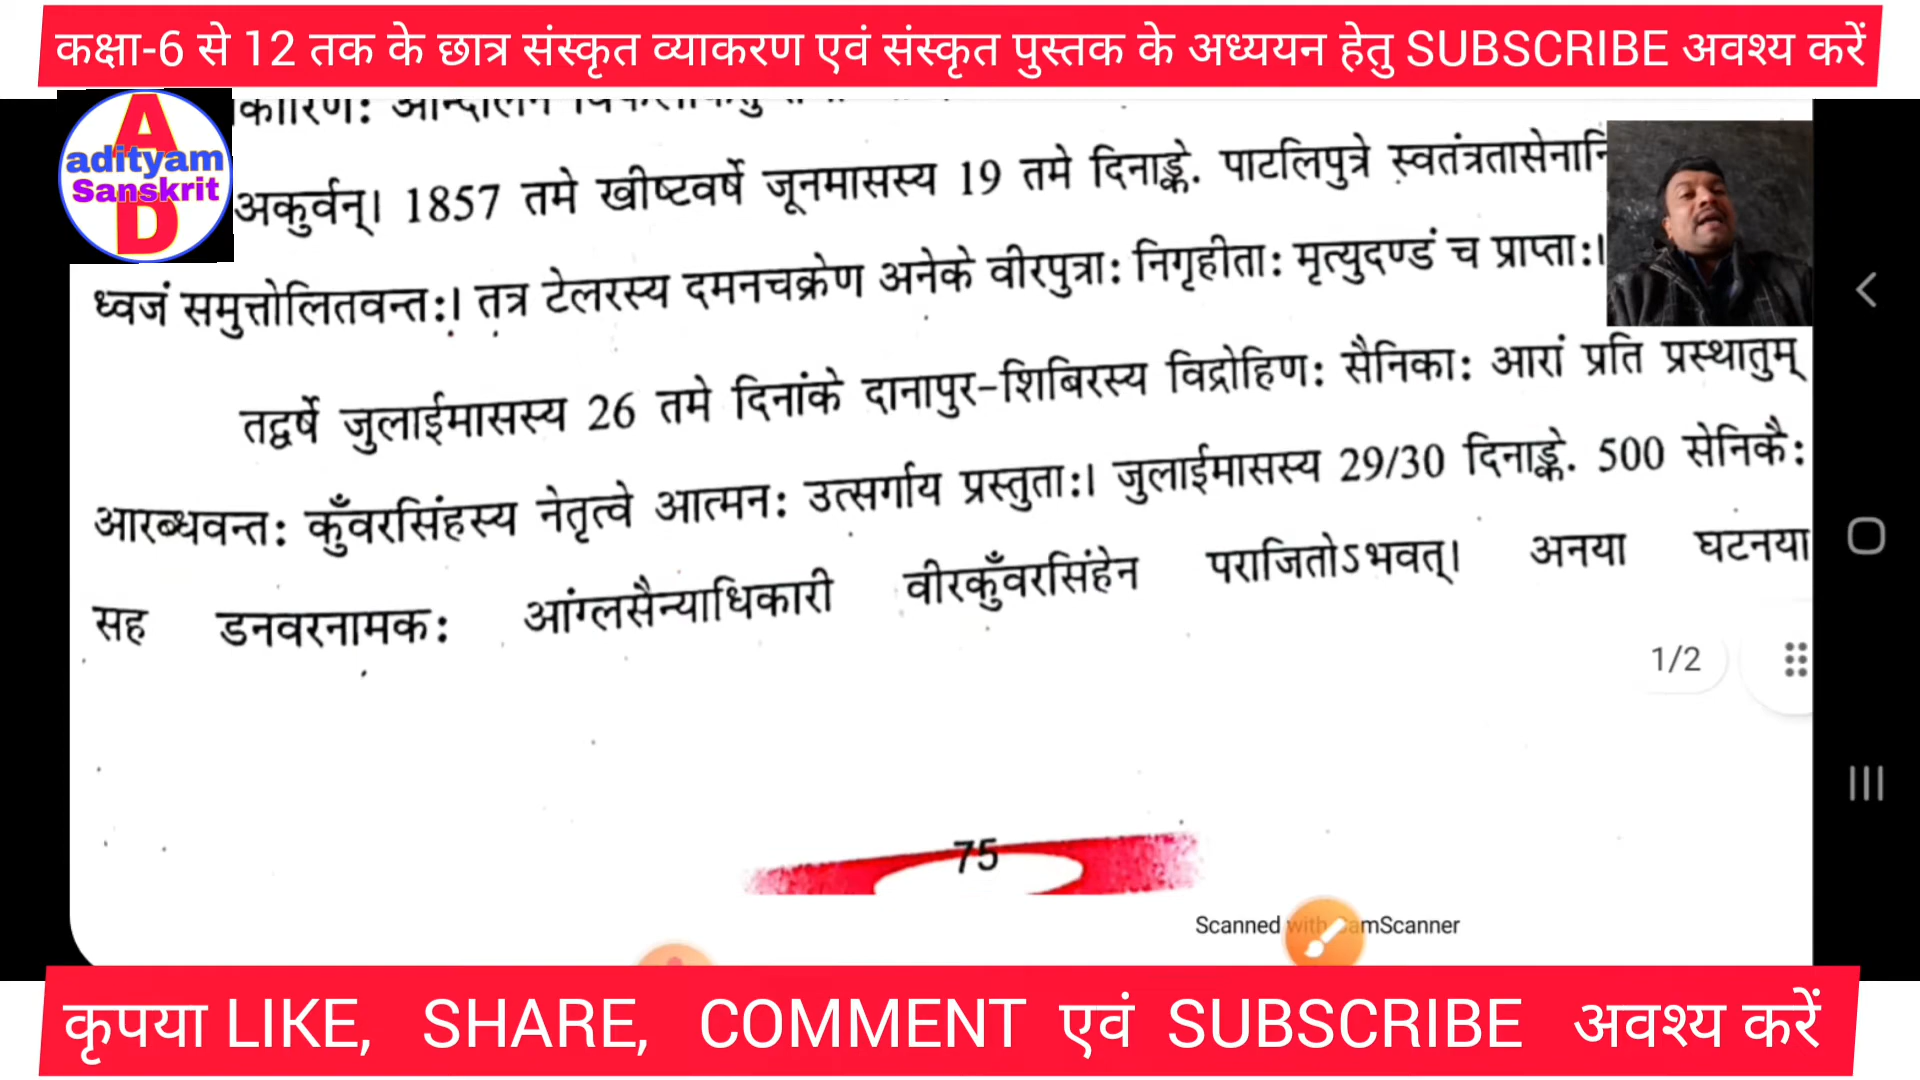 कक्षा-6 से 12 तक के छात्र संस्कृत व्याकरण एवं संस्कृत पुस्तक के अध्ययन हेतु SUBSCRIBE अवश्य करें
A
adityam
Sanskrit
D
आन्दोलनं
अकुर्वन्। 1857 तमे ख्रीष्टवर्षे जूनमासस्य 19 तमे दिनाङ्के. पाटलिपुत्रे स्वतंत्रतासेनानि
ध्वजं समुत्तोलितवन्तः। तत्र टेलरस्य दमनचक्रेण अनेके वीरपुत्राः निगृहीताः मृत्युदण्डं च प्राप्ताः।
तद्वर्षे जुलाईमासस्य 26 तमे दिनांके दानापुर-शिबिरस्य विद्रोहिणः सैनिकाः आरां प्रति प्रस्थातुम्
आरब्धवन्तः कुँवरसिंहस्य नेतृत्वे आत्मनः उत्सर्गाय प्रस्तुताः। जुलाईमासस्य 29/30 दिनाङ्के. 500 सेनिकैः
सह डनवरनामकः आंग्लसैन्याधिकारी वीरकुँवरसिंहेन पराजितोऽभवत्। अनया घटनया
1/2
75
Scanned with CamScanner
कृपया LIKE, SHARE, COMMENT एवं SUBSCRIBE अवश्य करें